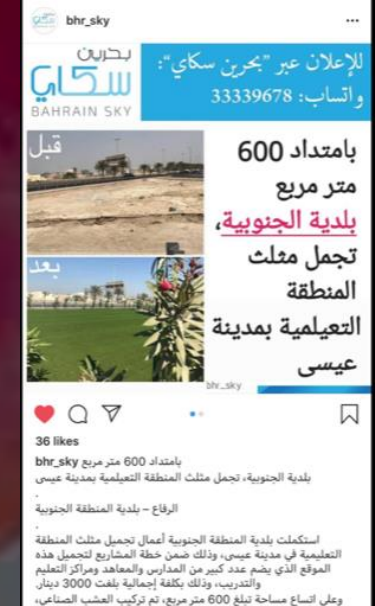 bhr_sky
بحرين
سكاي
BAHRAIN SKY
للإعلان عبر "بحرين سكاي":
واتساب: 33339678
قبل
بعد
بامتداد 600
متر مربع
بلدية الجنوبية،
تجمل مثلث
المنطقة
التعيلمية بمدينة
عيسى
bhr_sky
36 likes
bhr_sky بامتداد 600 متر مربع
بلدية الجنوبية، تجمل مثلث المنطقة التعيلمية بمدينة عيسى
.
الرفاع – بلدية المنطقة الجنوبية
.
استكملت بلدية المنطقة الجنوبية أعمال تجميل مثلث المنطقة
التعليمية في مدينة عيسى، وذلك ضمن خطة المشاريع لتجميل هذه
الموقع الذي يضم عدد كبير من المدارس والمعاهد ومراكز التعليم
والتدريب، وذلك بكلفة إجمالية بلغت 3000 دينار.
وعلى اتساع مساحة تبلغ 600 متر مربع، تم تركيب العشب الصناعي،